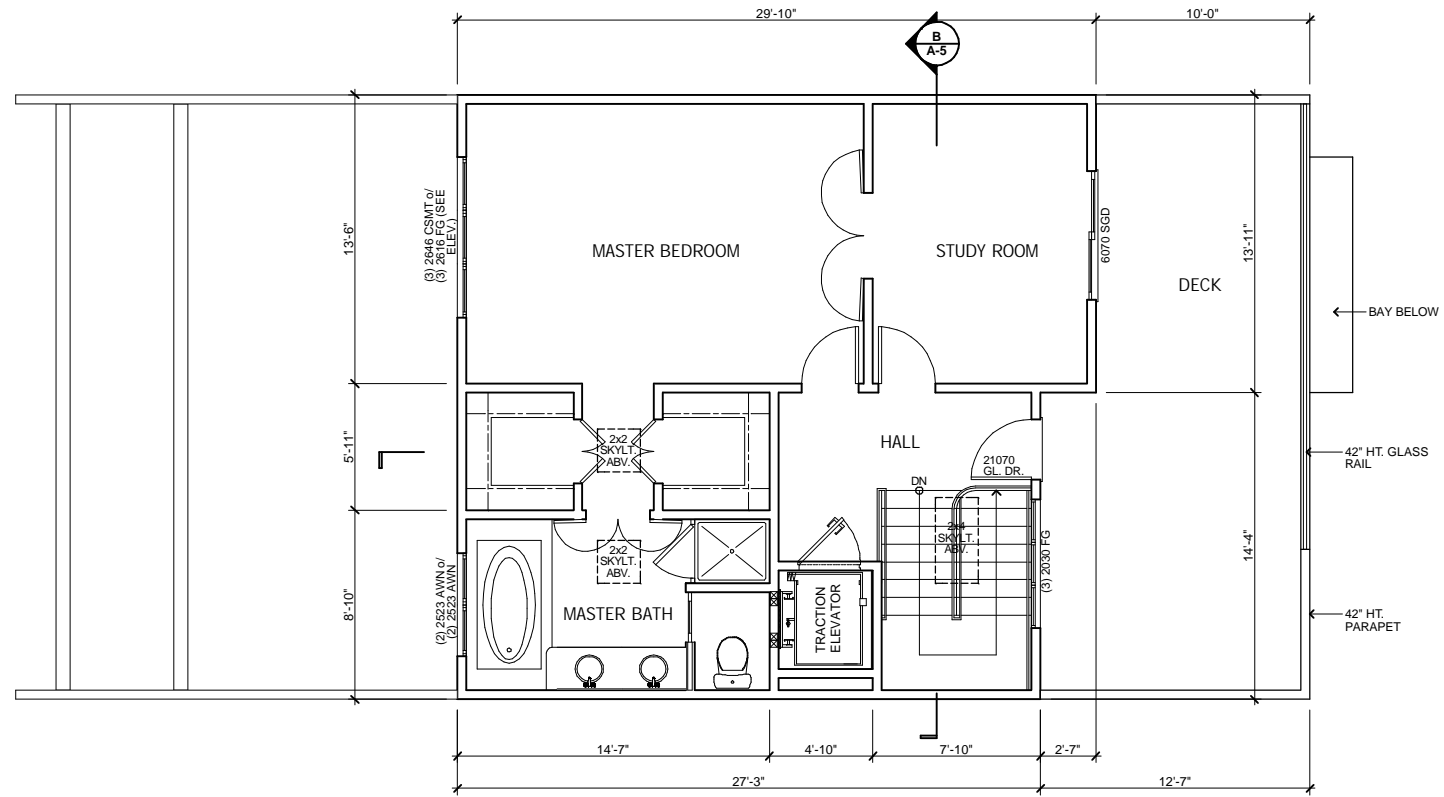 29'-10"
10'-0"
B
A-5
13'-6"
(3) 2646 CSMT o/
(3) 2616 FG (SEE
ELEV.)
MASTER BEDROOM
STUDY ROOM
6070 SGD
13'-11"
DECK
BAY BELOW
5'-11"
2x2
SKYLT.
ABV.
HALL
21070
GL. DR.
42" HT. GLASS
RAIL
DN
2x4
SKYLT.
ABV.
(3) 2030 FG
14'-4"
8'-10"
(2) 2523 AWN o/
(2) 2523 AWN
2x2
SKYLT.
ABV.
MASTER BATH
TRACTION
ELEVATOR
42" HT.
PARAPET
14'-7"
4'-10"
7'-10"
2'-7"
27'-3"
12'-7"